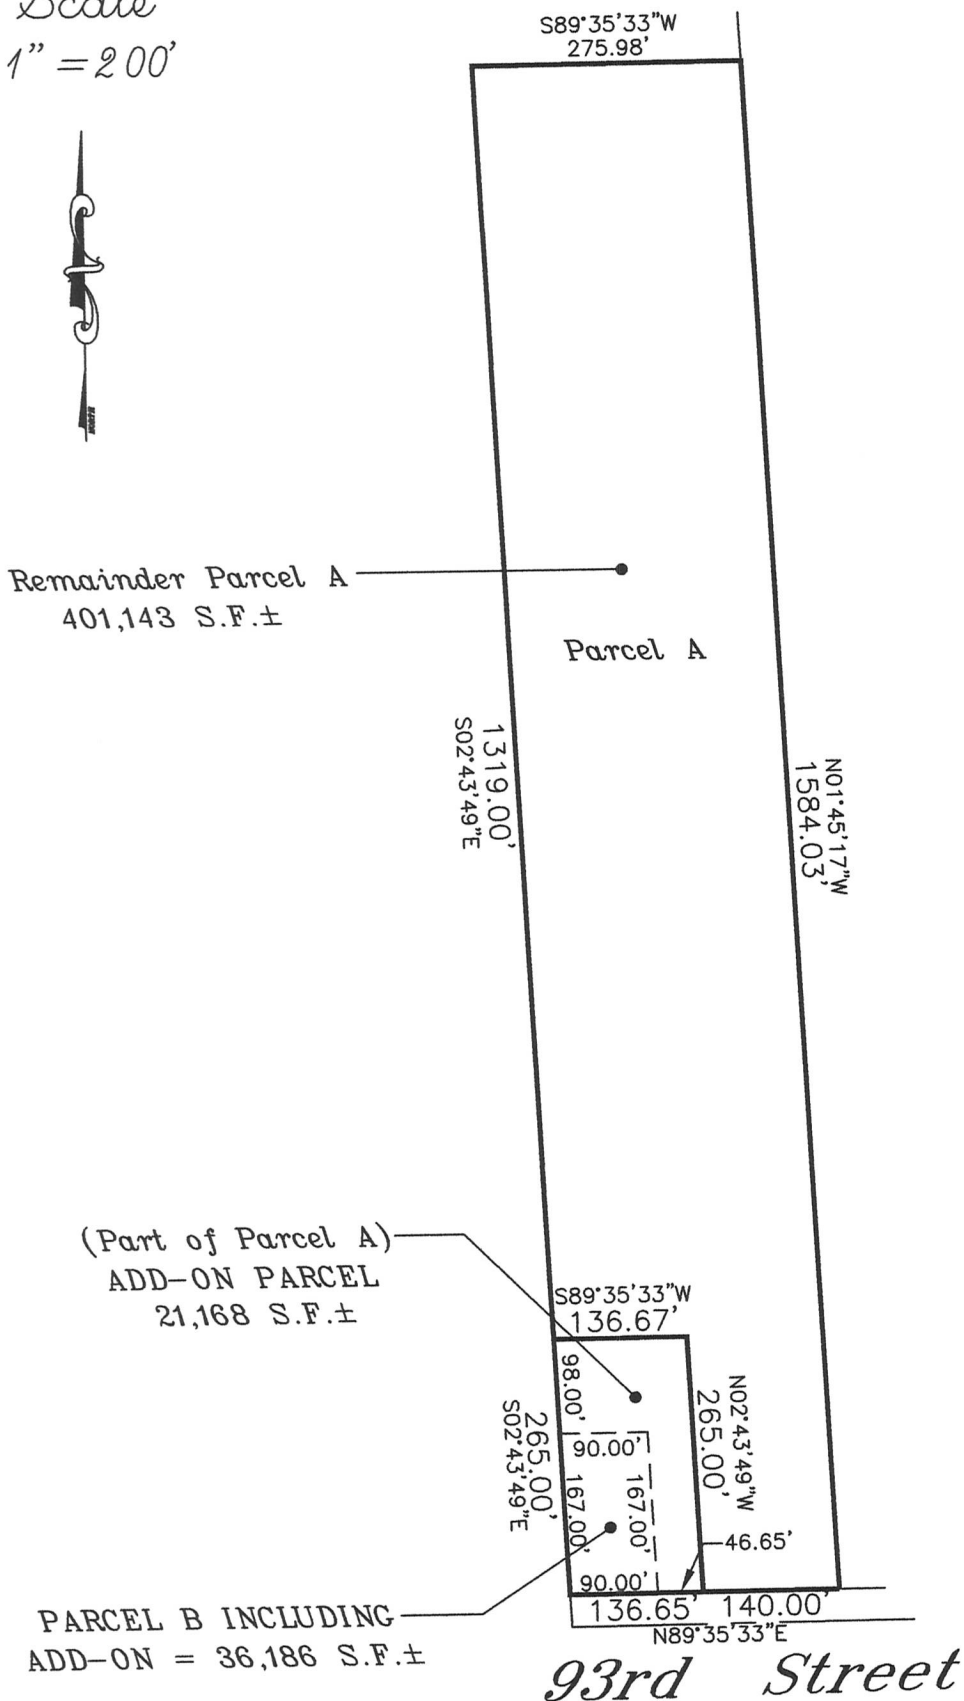 Scale
1" = 200'
S89°35'33"W
275.98'
NORTH
Remainder Parcel A
401,143 S.F.±
Parcel A
1319.00'
S02°43'49"E
N01°45'17"W
1584.03'
(Part of Parcel A)
ADD-ON PARCEL
21,168 S.F.±
S89°35'33"W
136.67'
98.00'
265.00'
S02°43'49"E
N02°43'49"W
265.00'
90.00'
167.00'
167.00'
46.65'
90.00'
136.65' 140.00'
N89°35'33"E
PARCEL B INCLUDING
ADD-ON = 36,186 S.F.±
93rd Street